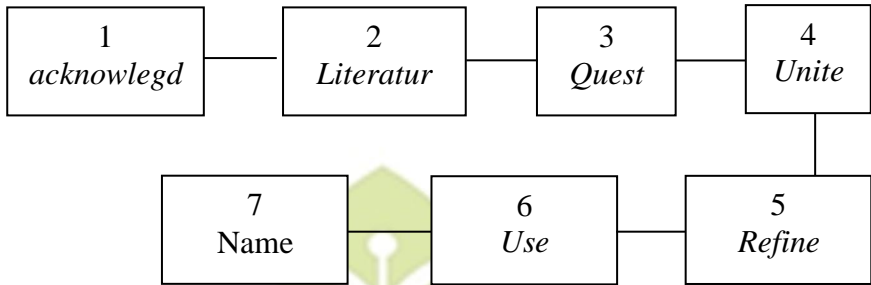 1
acknowlegd
2
Literatur
3
Quest
4
Unite
7
Name
6
Use
5
Refine